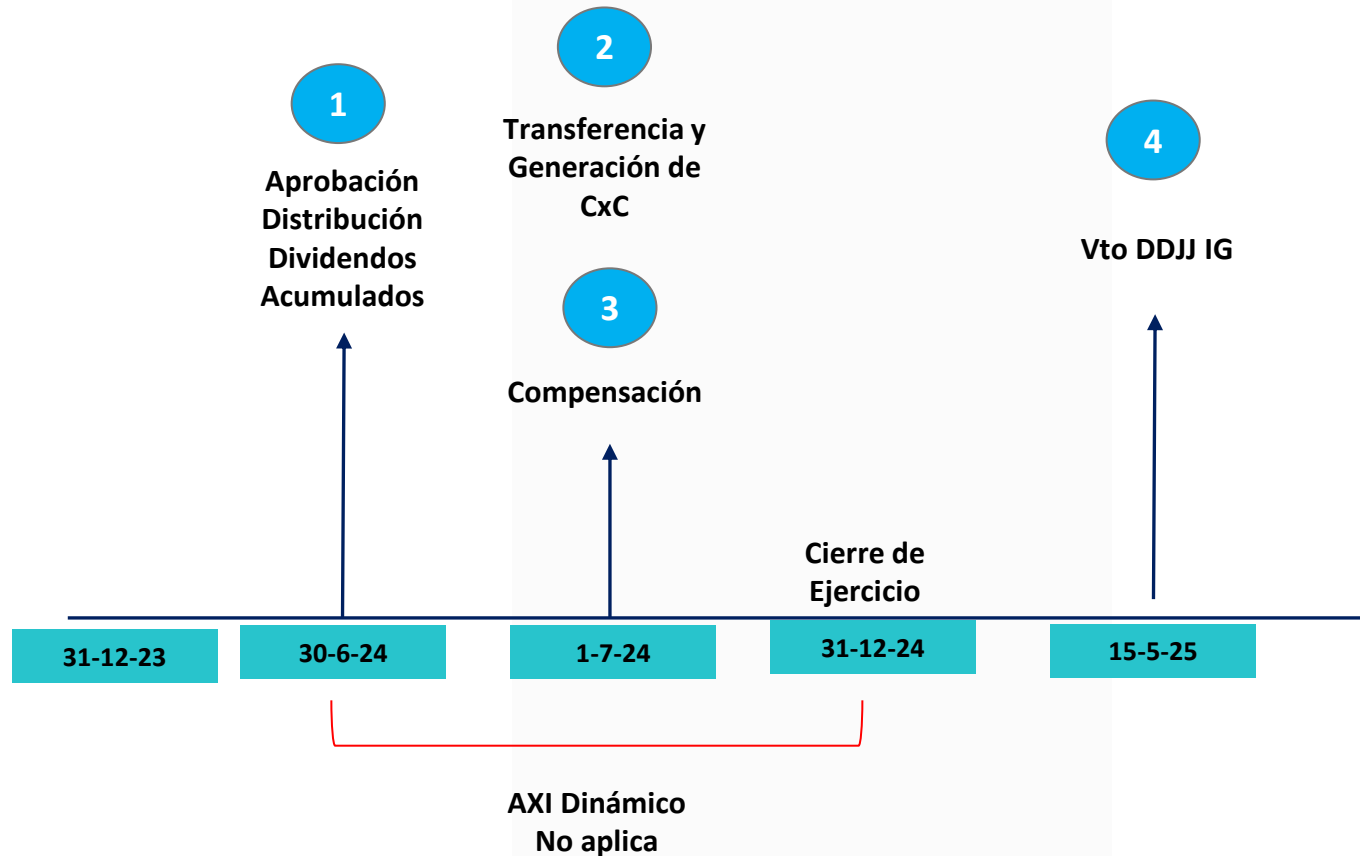 1
Aprobación
Distribución
Dividendos
Acumulados
2
Transferencia y
Generación de
CxC
3
Compensación
4
Vto DDJJ IG
Cierre de
Ejercicio
31-12-23
30-6-24
1-7-24
31-12-24
15-5-25
AXI Dinámico
No aplica